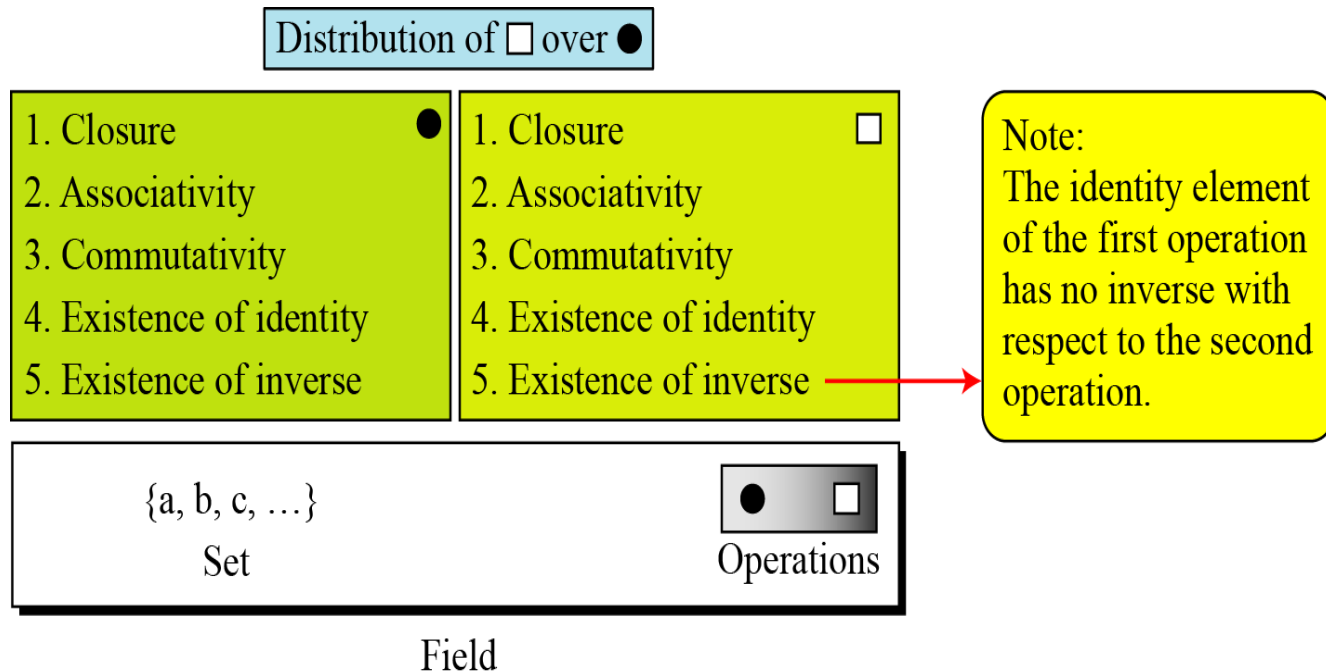 Distribution of □ over ●
1. Closure ●
2. Associativity
3. Commutativity
4. Existence of identity
5. Existence of inverse
1. Closure □
2. Associativity
3. Commutativity
4. Existence of identity
5. Existence of inverse
Note:
The identity element
of the first operation
has no inverse with
respect to the second
operation.
{a, b, c, …}
Set
● □
Operations
Field